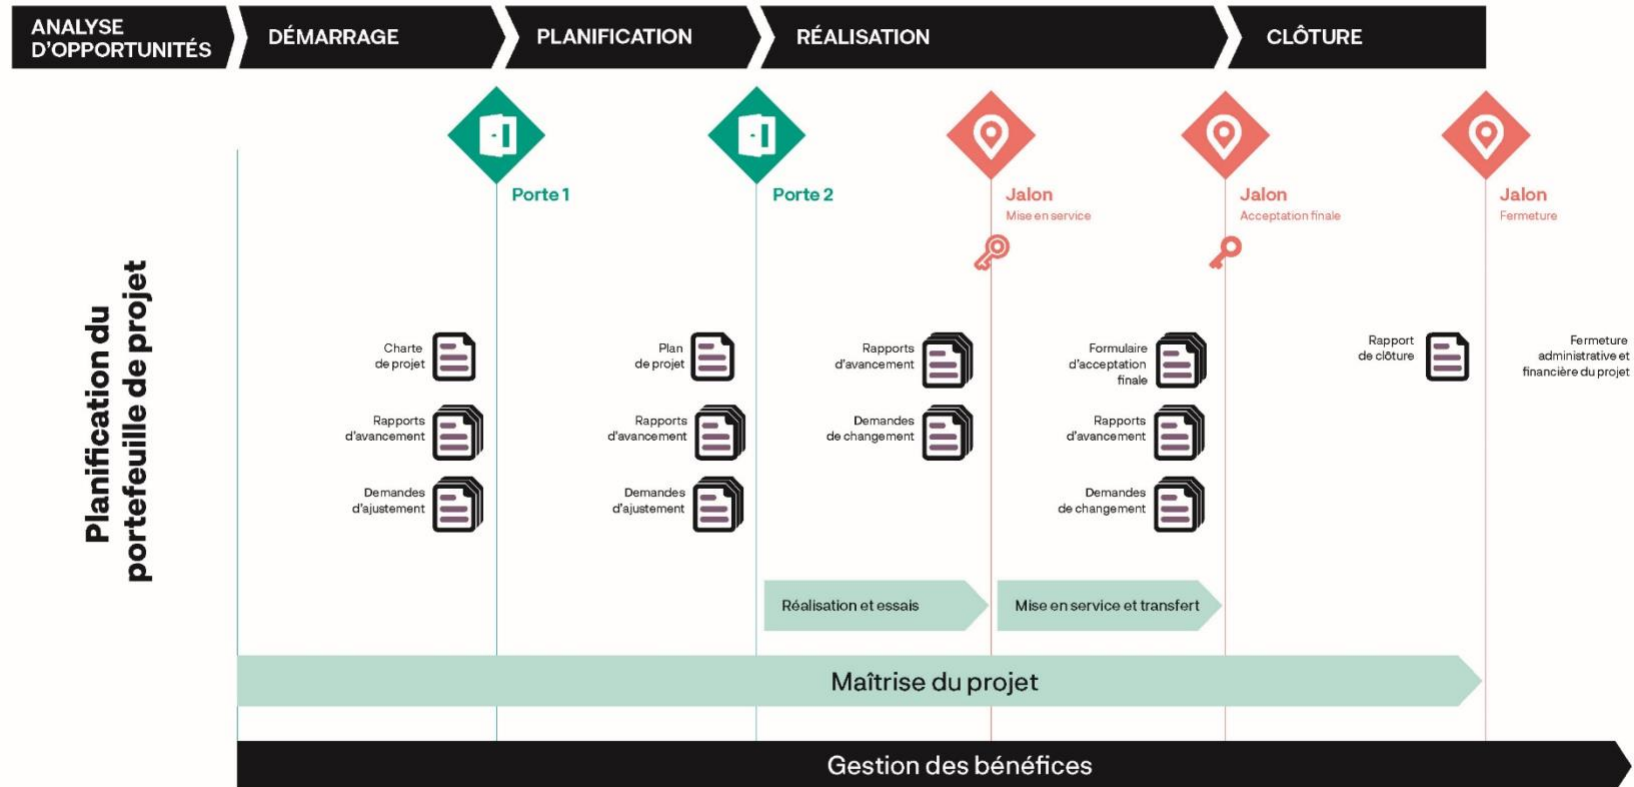 ANALYSE
D'OPPORTUNITÉS
DÉMARRAGE
PLANIFICATION
RÉALISATION
CLÔTURE
Porte 1
Porte 2
Jalon
Mise en service
Jalon
Acceptation finale
Jalon
Fermeture
Planification du
portefeuille de projet
Charte
de projet
Rapports
d'avancement
Demandes
d'ajustement
Plan
de projet
Rapports
d'avancement
Demandes
d'ajustement
Rapports
d'avancement
Demandes
de changement
Formulaire
d'acceptation
finale
Rapports
d'avancement
Demandes
de changement
Rapport
de clôture
Fermeture
administrative et
financière du projet
Réalisation et essais
Mise en service et transfert
Maîtrise du projet
Gestion des bénéfices